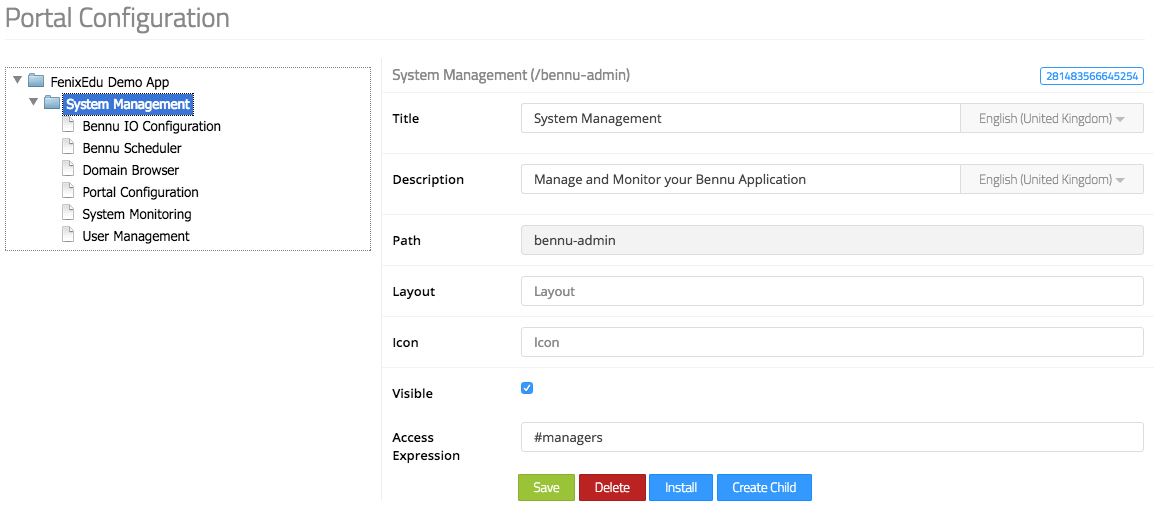 Portal Configuration
FenixEdu Demo App
System Management
Bennu IO Configuration
Bennu Scheduler
Domain Browser
Portal Configuration
System Monitoring
User Management
System Management (/bennu-admin)
281483566645254
Title
System Management
English (United Kingdom)
Description
Manage and Monitor your Bennu Application
English (United Kingdom)
Path
bennu-admin
Layout
Layout
Icon
Icon
Visible
Access
Expression
#managers
Save
Delete
Install
Create Child